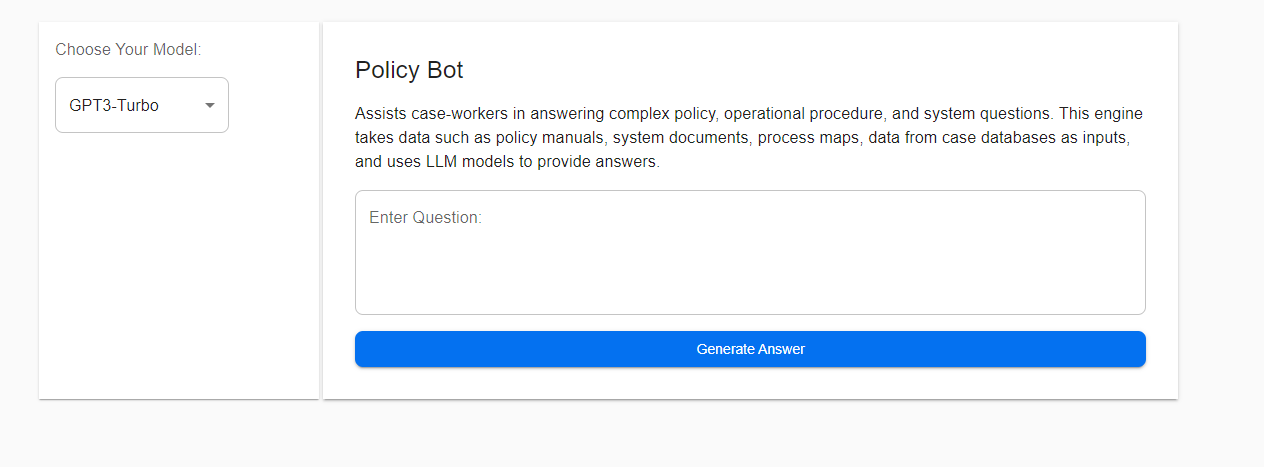 Choose Your Model:
GPT3-Turbo
Policy Bot
Assists case-workers in answering complex policy, operational procedure, and system questions. This engine
takes data such as policy manuals, system documents, process maps, data from case databases as inputs,
and uses LLM models to provide answers.
Enter Question:
Generate Answer